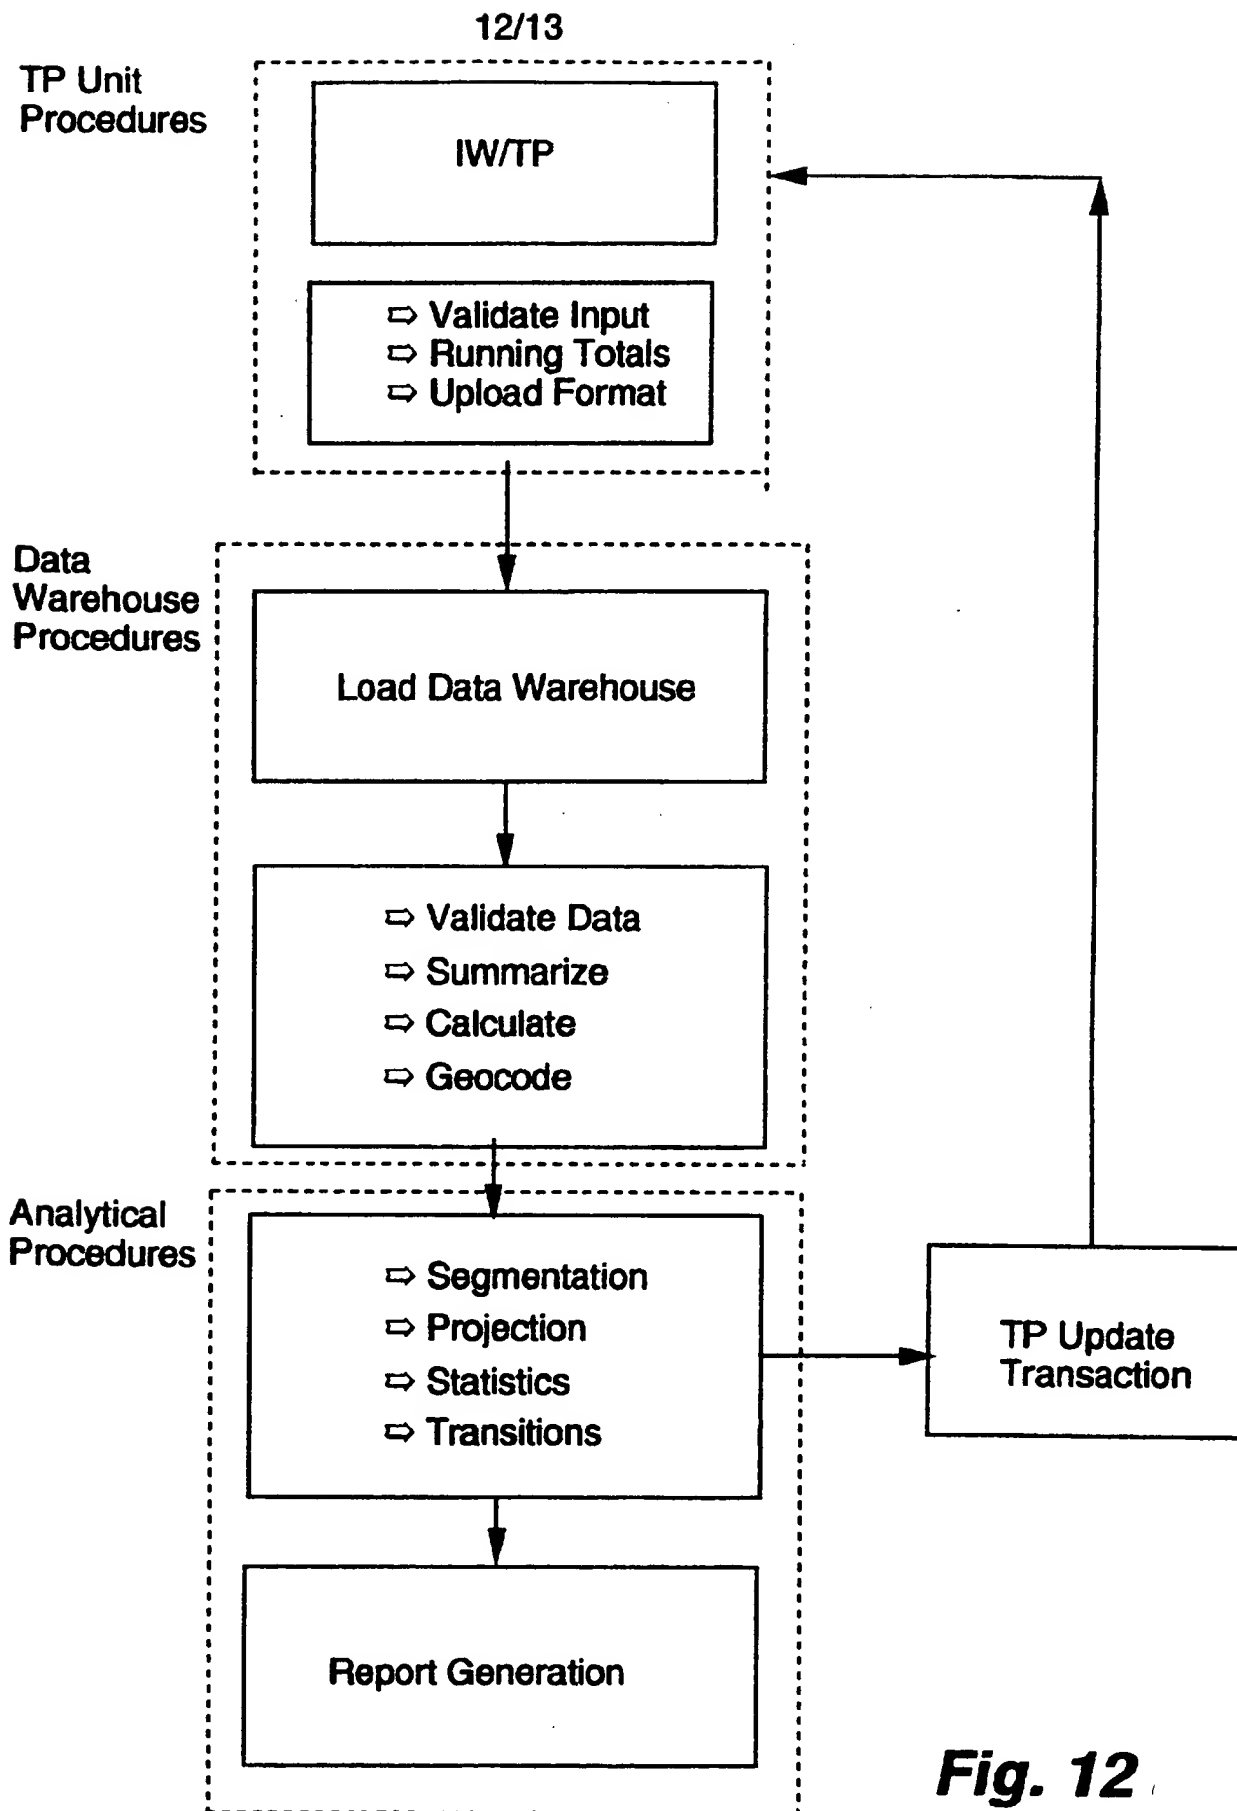 12/13
TP Unit
Procedures
IW/TP
⇨ Validate Input
⇨ Running Totals
⇨ Upload Format
Data
Warehouse
Procedures
Load Data Warehouse
⇨ Validate Data
⇨ Summarize
⇨ Calculate
⇨ Geocode
Analytical
Procedures
⇨ Segmentation
⇨ Projection
⇨ Statistics
⇨ Transitions
TP Update
Transaction
Report Generation
Fig. 12